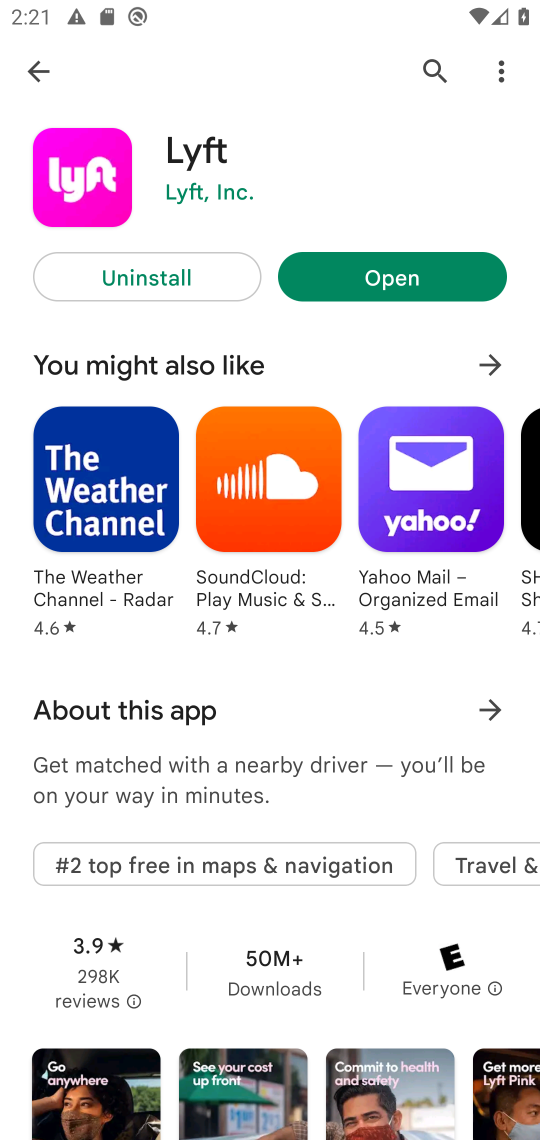 2:21
Lyft
lyft
Lyft, Inc.
Uninstall
Open
You might also like
The
Weather
Channel
yahoo!
The Weather
Channel - Radar
4.6 ★
SoundCloud:
Play Music & S...
4.7 ★
Yahoo Mail –
Organized Email
4.5 ★
SH
Sh
4.7
About this app
Get matched with a nearby driver — you’ll be
on your way in minutes.
#2 top free in maps & navigation
Travel &
3.9 ★
298K
reviews
50M+
Downloads
E
Everyone
Go
anywhere
See your cost
up front
Commit to health
and safety
Get more
Lyft Pink